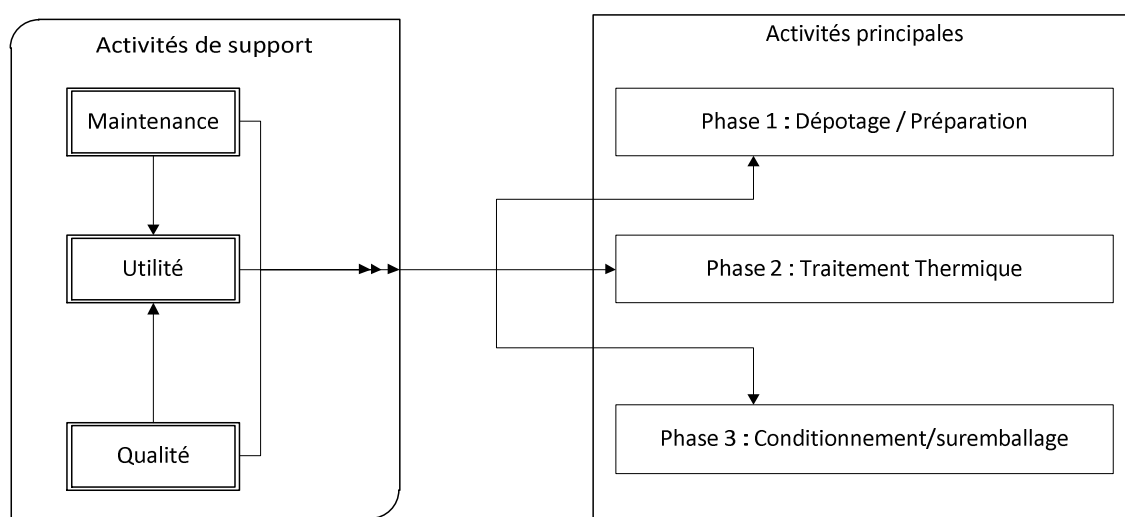 Activités de support
Maintenance
Utilité
Qualité
Activités principales
Phase 1 : Dépotage / Préparation
Phase 2 : Traitement Thermique
Phase 3 : Conditionnement/suremballage